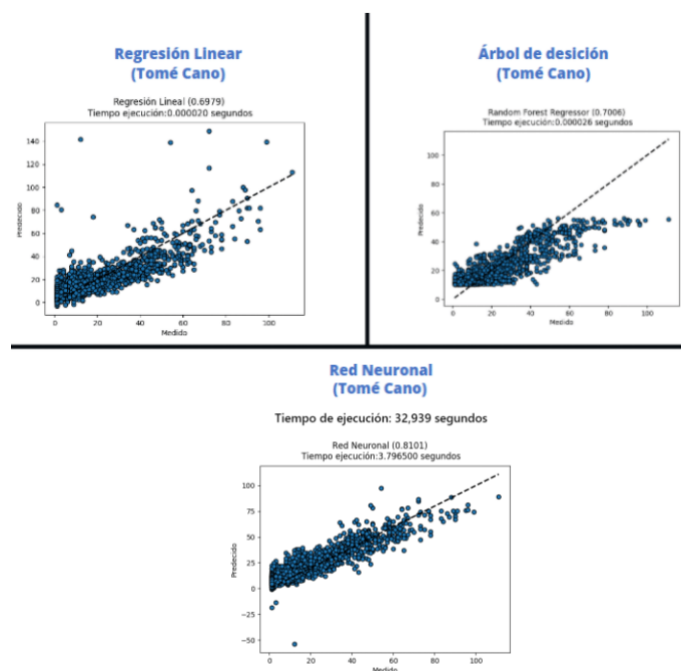 Regresión Linear
(Tomé Cano)
Regresión Lineal (0.6979)
Tiempo ejecución:0.000020 segundos
140
120
100
80
60
40
20
0
Predecido
0
20
40
60
80
100
Medido
Árbol de desición
(Tomé Cano)
Random Forest Regressor (0.7006)
Tiempo ejecución:0.000026 segundos
100
80
60
40
20
0
Predecido
0
20
40
60
80
100
Medido
Red Neuronal
(Tomé Cano)
Tiempo de ejecución: 32,939 segundos
Red Neuronal (0.8101)
Tiempo ejecución:3.796500 segundos
100
75
50
25
0
−25
−50
Predecido
0
20
40
60
80
100
Medido